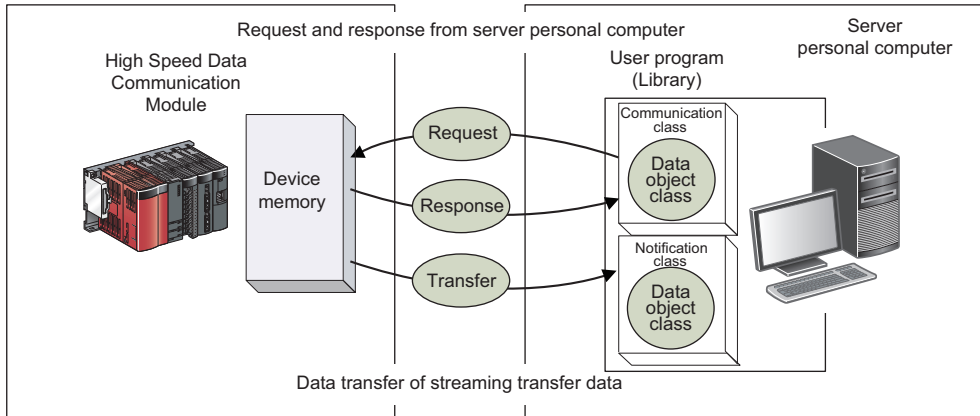 Request and response from server personal computer
Server
personal computer
High Speed Data
Communication
Module
User program
(Library)
Device
memory
Request
Response
Transfer
Communication
class
Data
object
class
Notification
class
Data
object
class
Data transfer of streaming transfer data